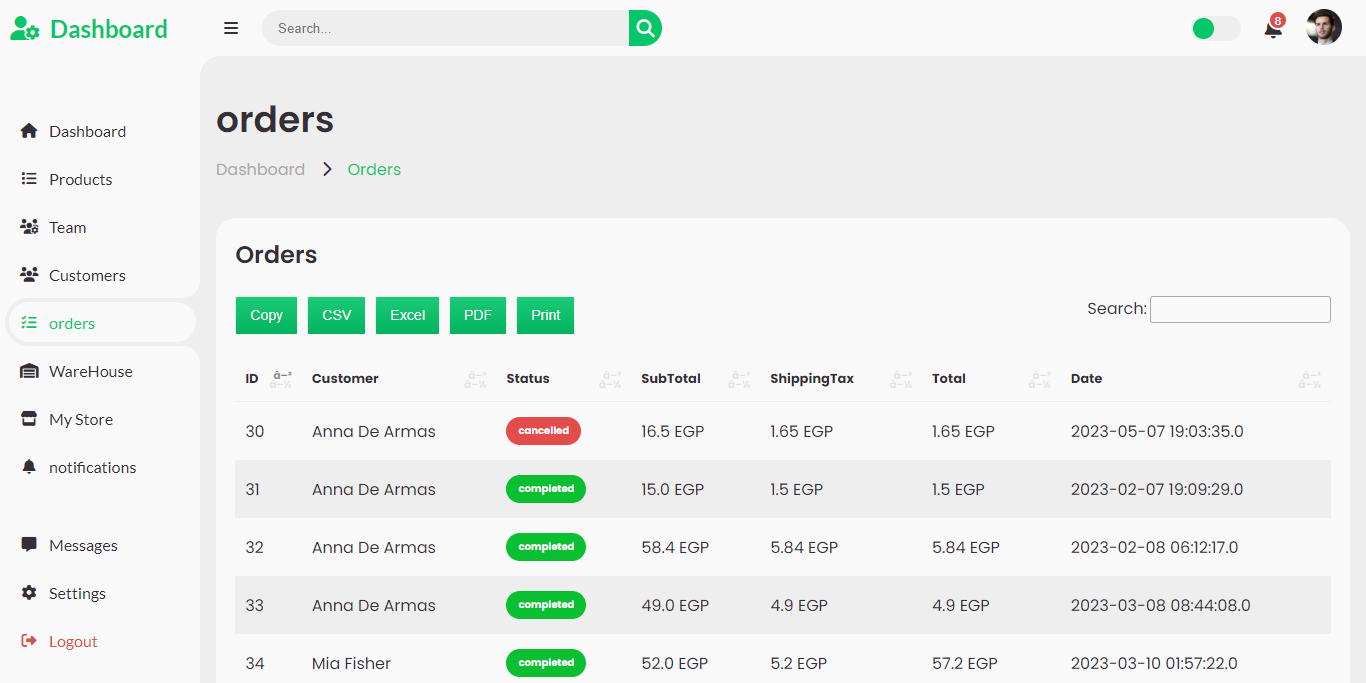 Dashboard
Search...
8
Dashboard
Products
Team
Customers
orders
WareHouse
My Store
notifications
Messages
Settings
Logout
orders
Dashboard Orders
Orders
Copy CSV Excel PDF Print Search:
ID Customer Status SubTotal ShippingTax Total Date
30 Anna De Armas cancelled 16.5 EGP 1.65 EGP 1.65 EGP 2023-05-07 19:03:35.0
31 Anna De Armas completed 15.0 EGP 1.5 EGP 1.5 EGP 2023-02-07 19:09:29.0
32 Anna De Armas completed 58.4 EGP 5.84 EGP 5.84 EGP 2023-02-08 06:12:17.0
33 Anna De Armas completed 49.0 EGP 4.9 EGP 4.9 EGP 2023-03-08 08:44:08.0
34 Mia Fisher completed 52.0 EGP 5.2 EGP 57.2 EGP 2023-03-10 01:57:22.0